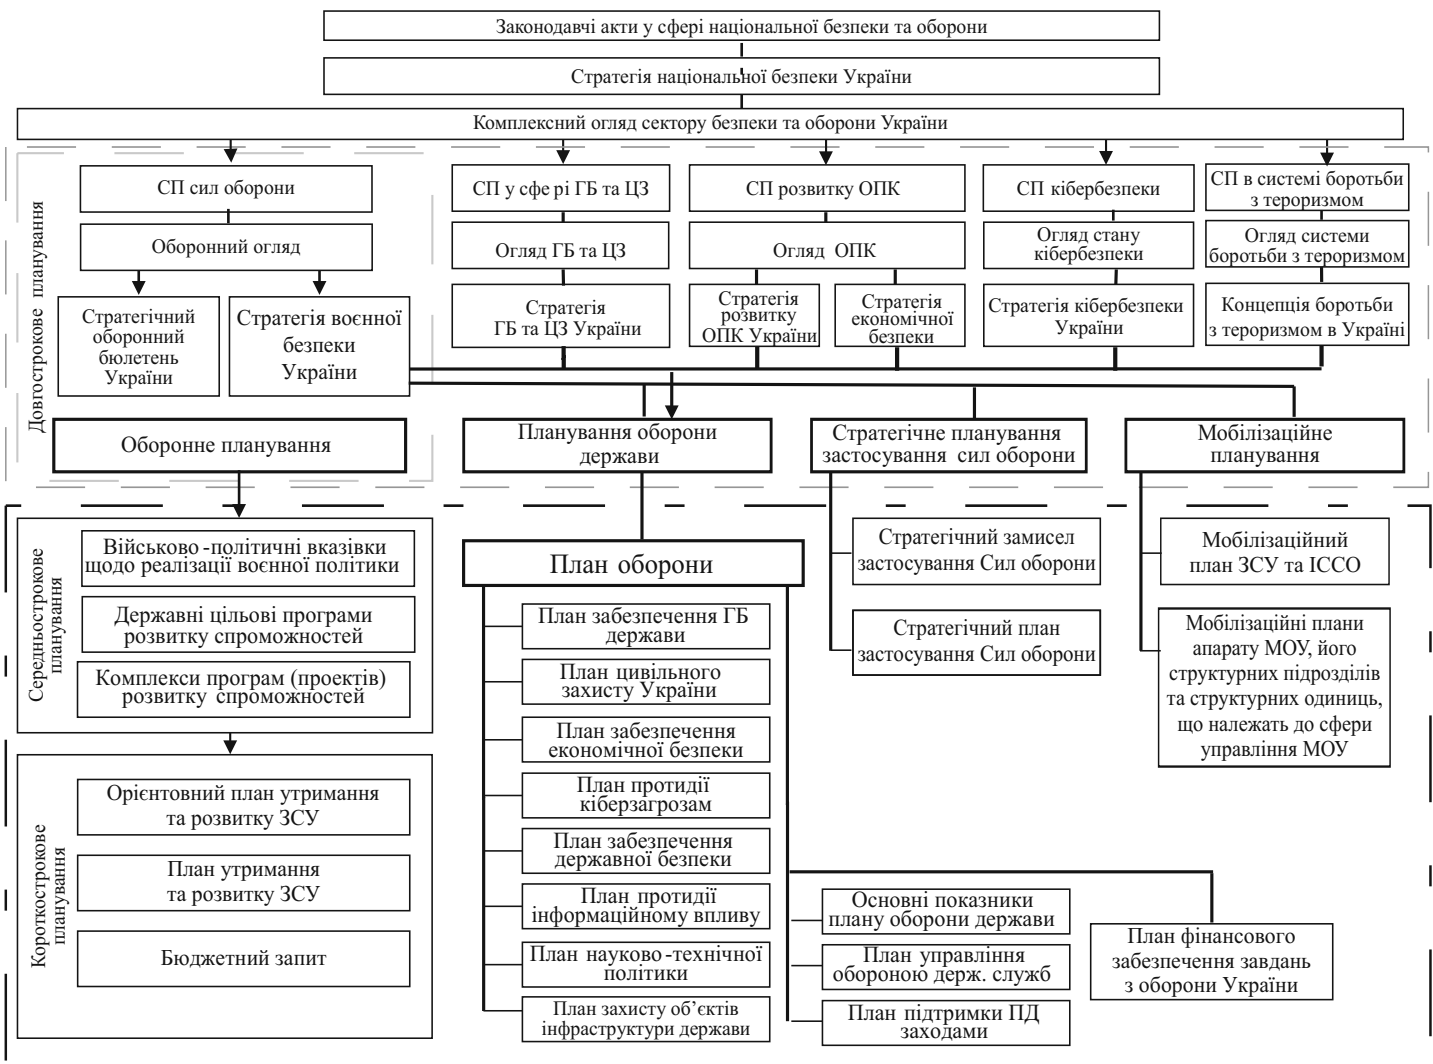 Законодавчі акти у сфері національної безпеки та оборони
Стратегія національної безпеки України
Комплексний огляд сектору безпеки та оборони України
Довгострокове планування
СП сил оборони
Оборонний огляд
Стратегічний
оборонний
бюлетень
України
Стратегія воєнної
безпеки
України
Оборонне планування
СП у сфе рі ГБ та ЦЗ
Огляд ГБ та ЦЗ
Стратегія
ГБ та ЦЗ України
СП розвитку ОПК
Огляд ОПК
Стратегія
розвитку
ОПК України
Стратегія
економічної
безпеки
СП кібербезпеки
Огляд стану
кібербезпеки
Стратегія кібербезпеки
України
СП в системі боротьби
з тероризмом
Огляд системи
боротьби з тероризмом
Концепція боротьби
з тероризмом в Україні
Планування оборони
держави
Стратегічне планування
застосування сил оборони
Мобілізаційне
планування
Середньострокове
планування
Військово -політичні вказівки
щодо реалізації воєнної політики
Державні цільові програми
розвитку спроможностей
Комплекси програм (проектів)
розвитку спроможностей
Короткострокове
планування
Орієнтовний план утримання
та розвитку ЗСУ
План утримання
та розвитку ЗСУ
Бюджетний запит
План оборони
План забезпечення ГБ
держави
План цивільного
захисту України
План забезпечення
економічної безпеки
План протидії
кіберзагрозам
План забезпечення
державної безпеки
План протидії
інформаційному впливу
План науково -технічної
політики
План захисту об’єктів
інфраструктури держави
Основні показники
плану оборони держави
План управління
обороною держ. служб
План підтримки ПД
заходами
План фінансового
забезпечення завдань
з оборони України
Стратегічний замисел
застосування Сил оборони
Стратегічний план
застосування Сил оборони
Мобілізаційний
план ЗСУ та ІССО
Мобілізаційні плани
апарату МОУ, його
структурних підрозділів
та структурних одиниць,
що належать до сфери
управління МОУ